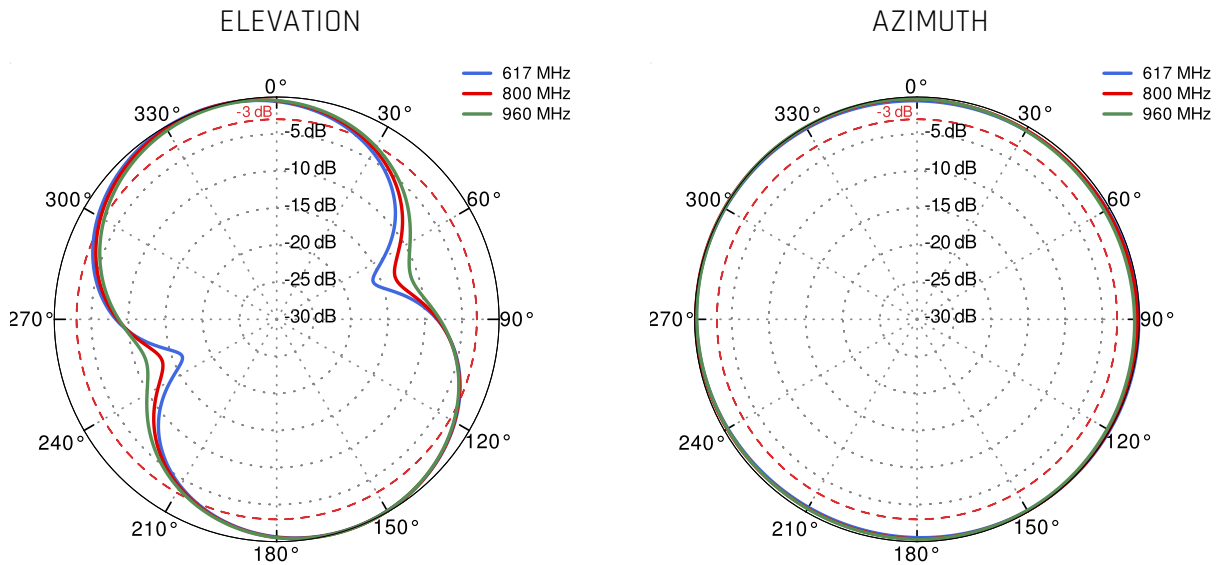 ELEVATION
617 MHz
800 MHz
960 MHz
0°
30°
60°
90°
120°
150°
180°
210°
240°
270°
300°
330°
-3 dB
-5 dB
-10 dB
-15 dB
-20 dB
-25 dB
-30 dB
AZIMUTH
617 MHz
800 MHz
960 MHz
0°
30°
60°
90°
120°
150°
180°
210°
240°
270°
300°
330°
-3 dB
-5 dB
-10 dB
-15 dB
-20 dB
-25 dB
-30 dB